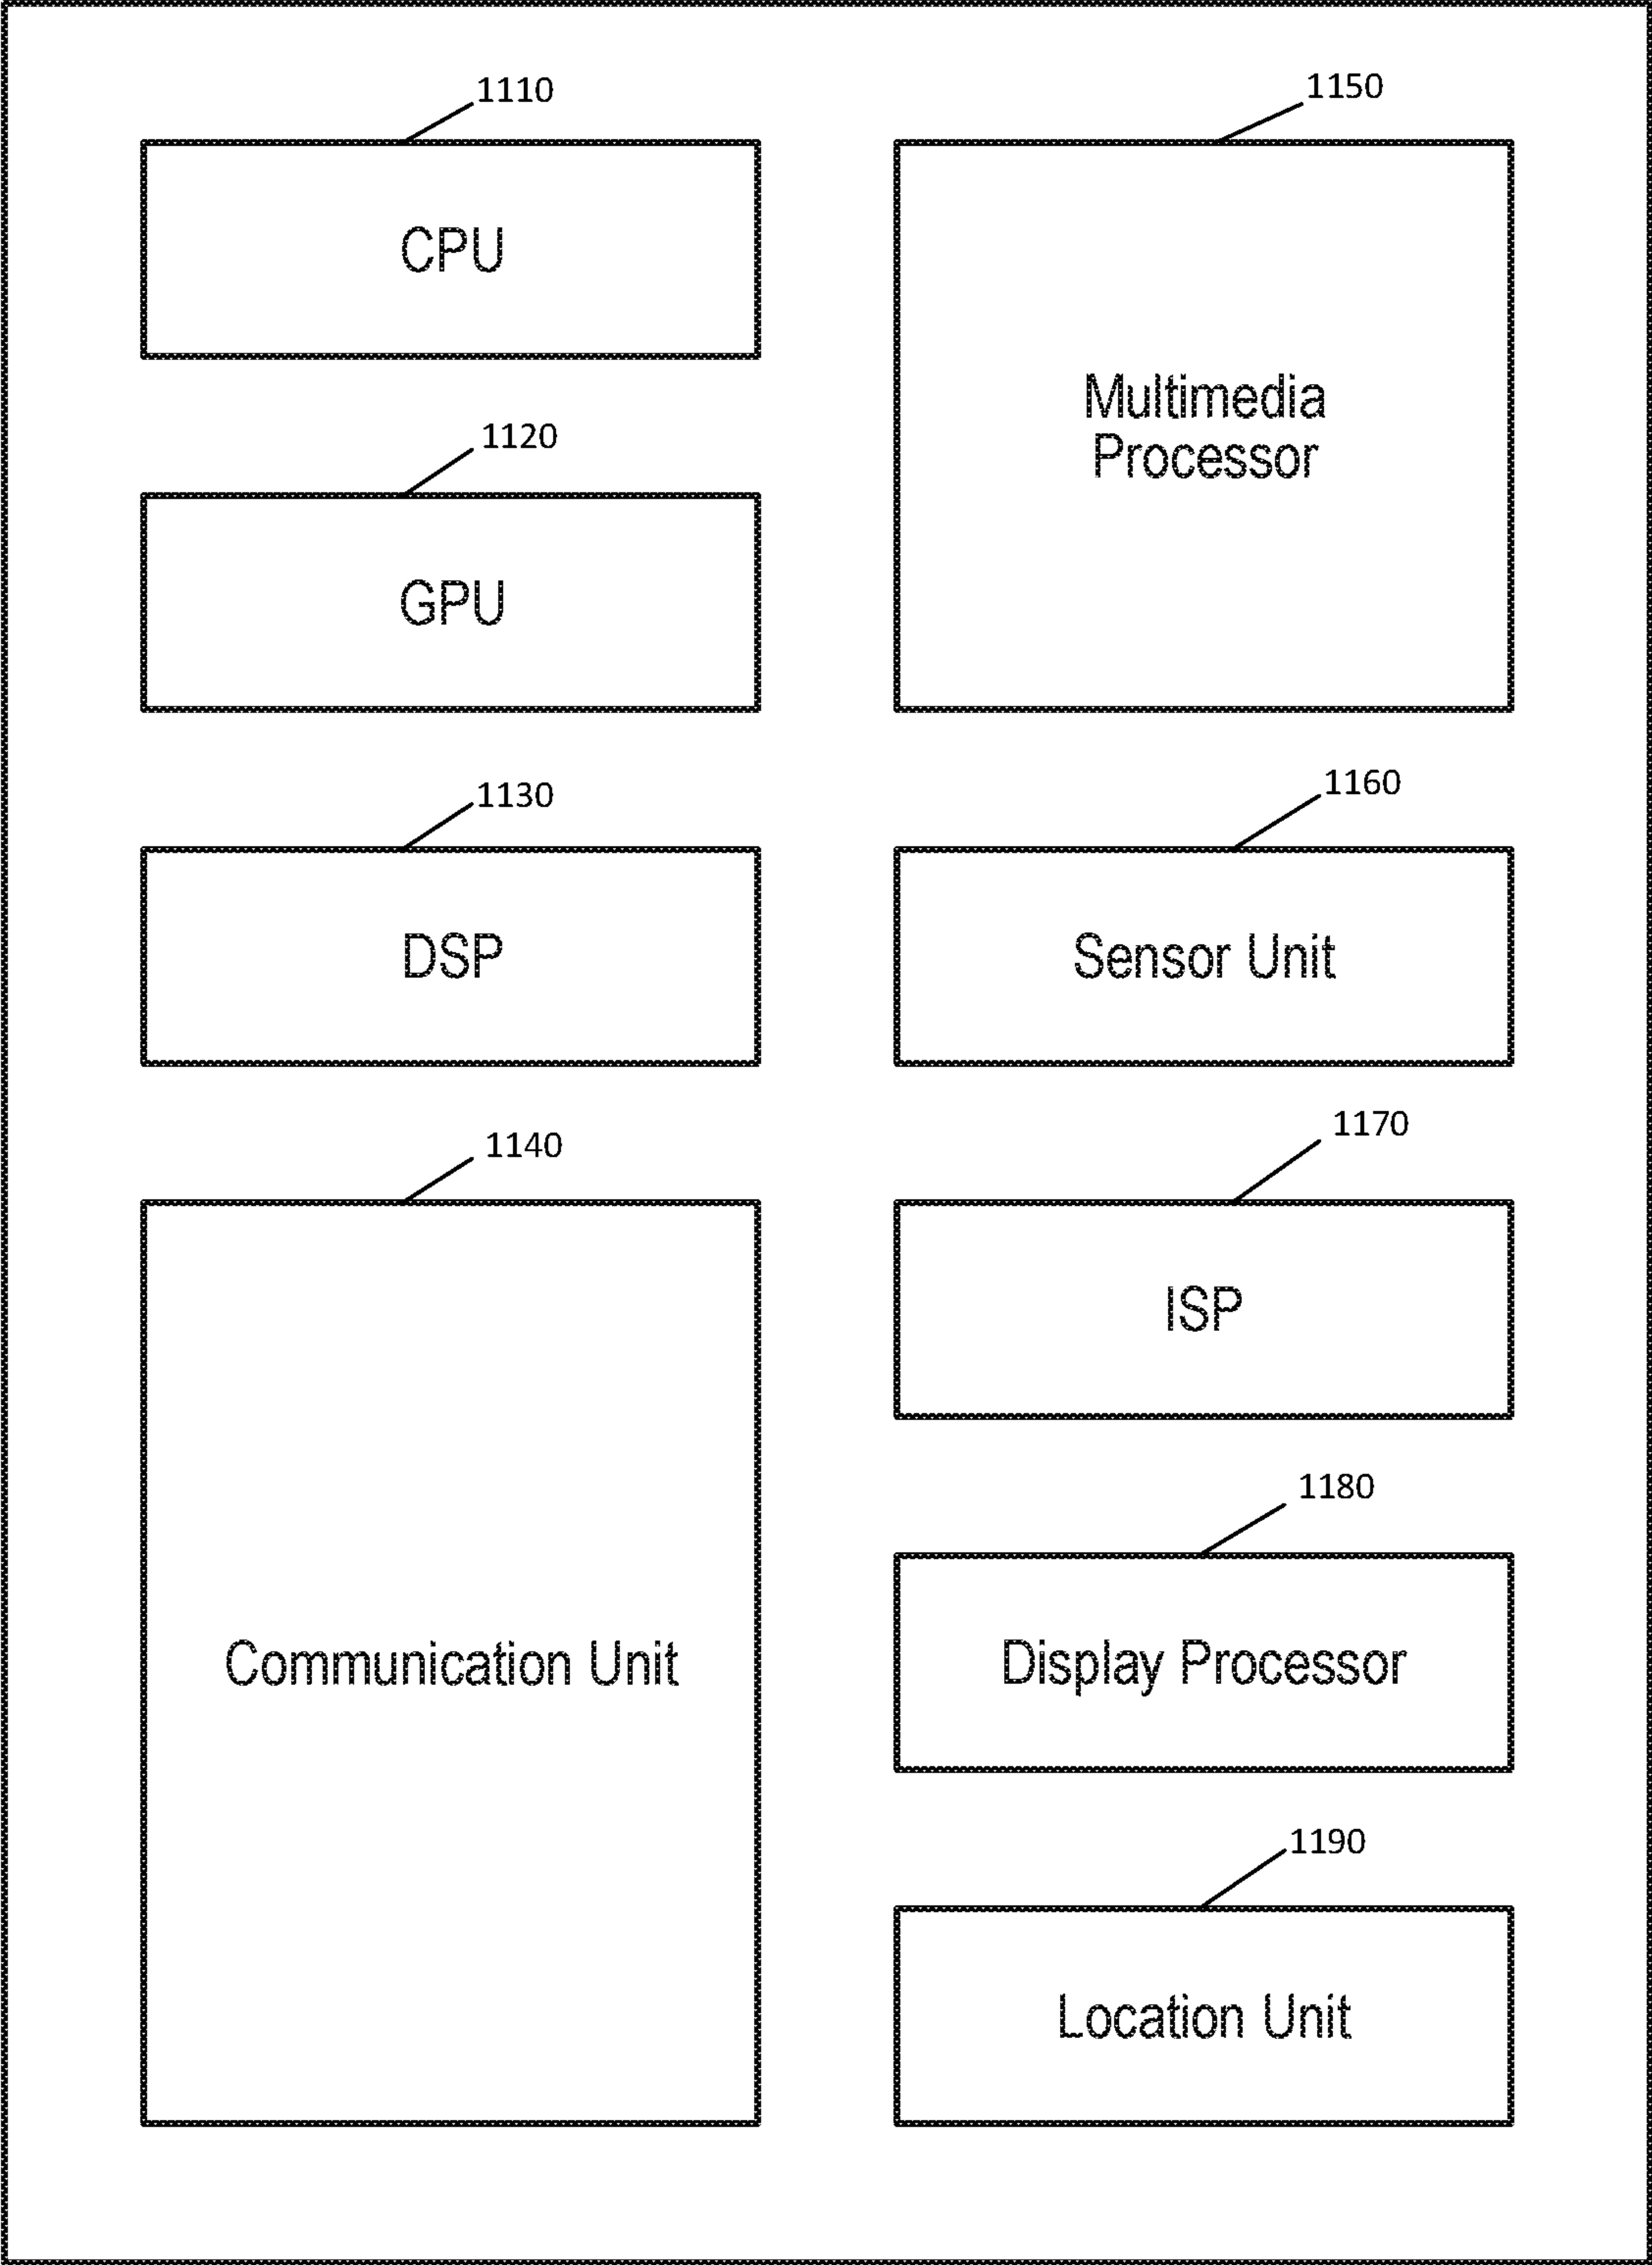 1110
CPU
1120
GPU
1130
DSP
1140
Communication Unit
1150
Multimedia
Processor
1160
Sensor Unit
1170
ISP
1180
Display Processor
1190
Location Unit